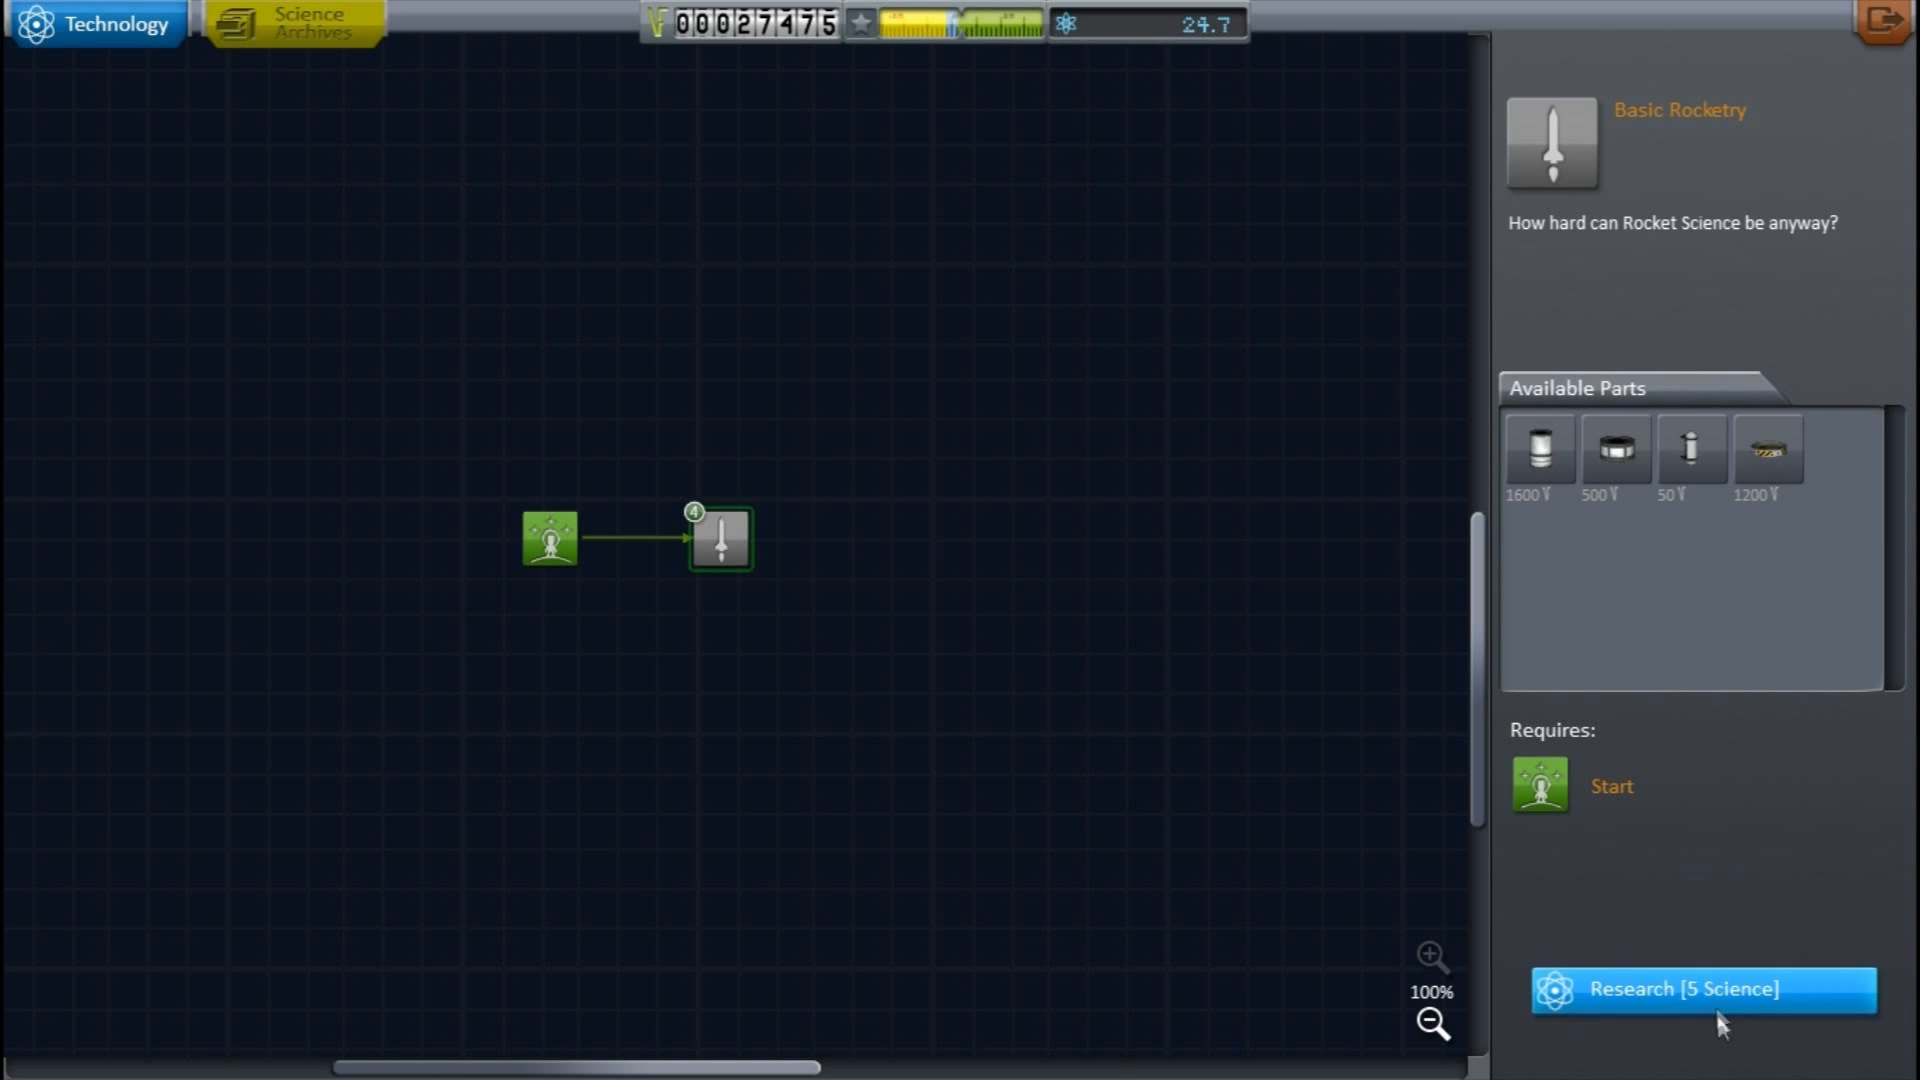 Technology
Science
Archives
00027475
24.7
Basic Rocketry
How hard can Rocket Science be anyway?
Available Parts
1600
500
50
1200
4
Requires:
Start
100%
Research [5 Science]